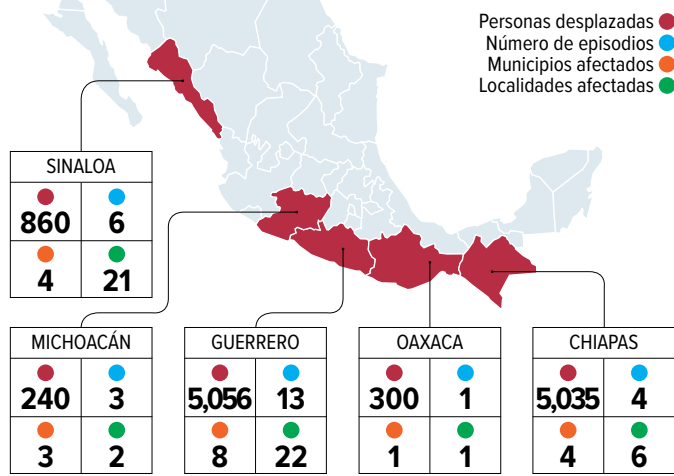 Personas desplazadas
Número de episodios
Municipios afectados
Localidades afectadas
SINALOA
860 6
4 21
MICHOACÁN
240 3
3 2
GUERRERO
5,056 13
8 22
OAXACA
300 1
1 1
CHIAPAS
5,035 4
4 6